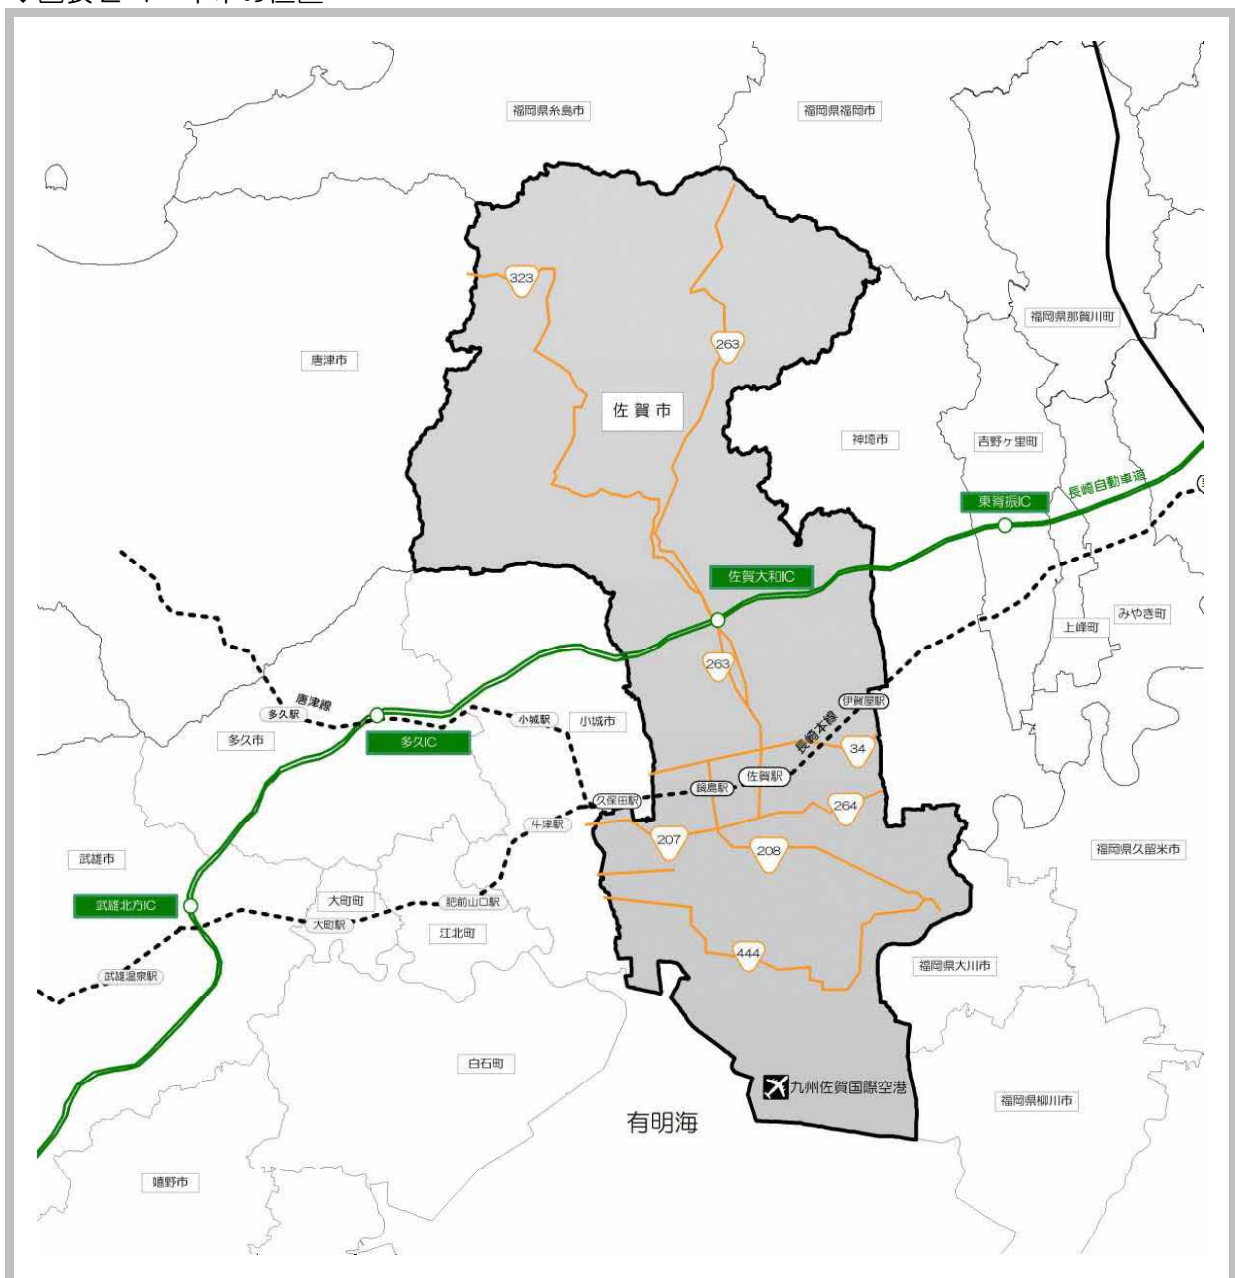 福岡県糸島市
福岡県福岡市
323
福岡県那賀川町
263
唐津市
佐賀市
神埼市
吉野ヶ里町
長崎自動車道
東脊振IC
佐賀大和IC
みやき町
上峰町
263
唐津線
伊賀屋駅
多久駅
小城駅
小城市
長崎本線
多久市
多久IC
34
佐賀駅
鍋島駅
久保田駅
264
牛津駅
207
208
福岡県久留米市
武雄市
武雄北方IC
大町町
肥前山口駅
大町駅
江北町
444
福岡県大川市
武雄温泉駅
白石町
九州佐賀国際空港
福岡県柳川市
有明海
嬉野市